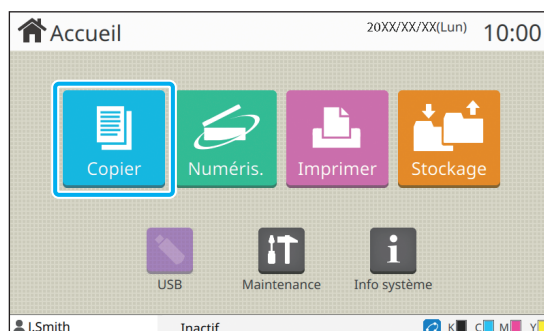 Accueil 20XX/XX/XX(Lun) 10:00
Copier Numéris. Imprimer Stockage
USB Maintenance Info système
J.Smith Inactif K C M Y